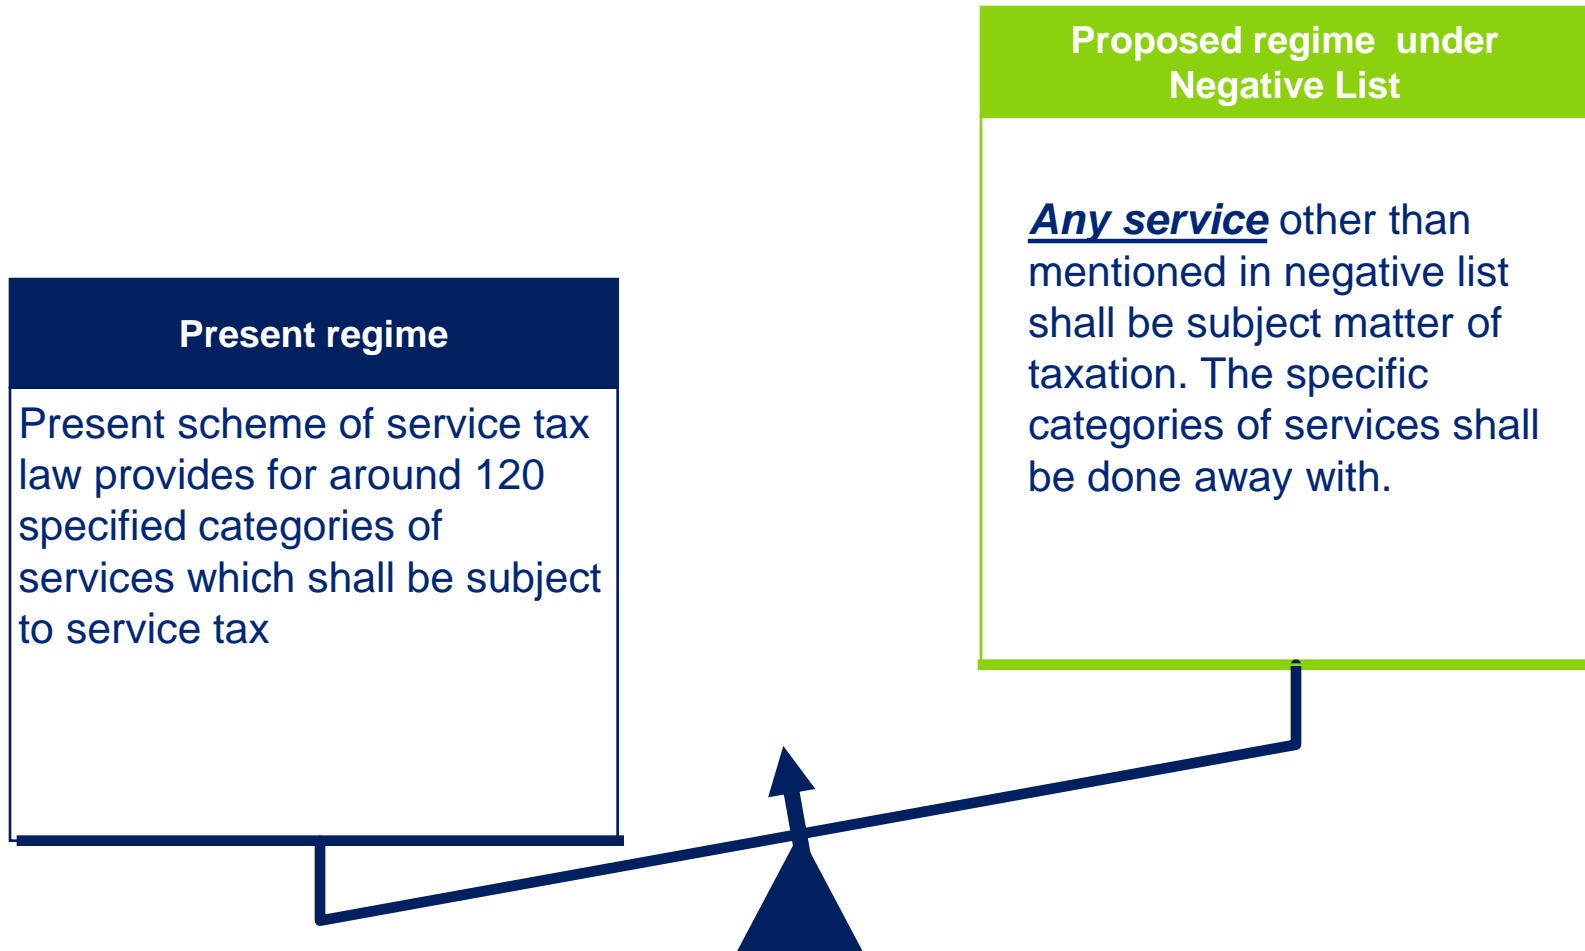 Proposed regime under
Negative List
Any service other than
mentioned in negative list
shall be subject matter of
taxation. The specific
categories of services shall
be done away with.
Present regime
Present scheme of service tax
law provides for around 120
specified categories of
services which shall be subject
to service tax